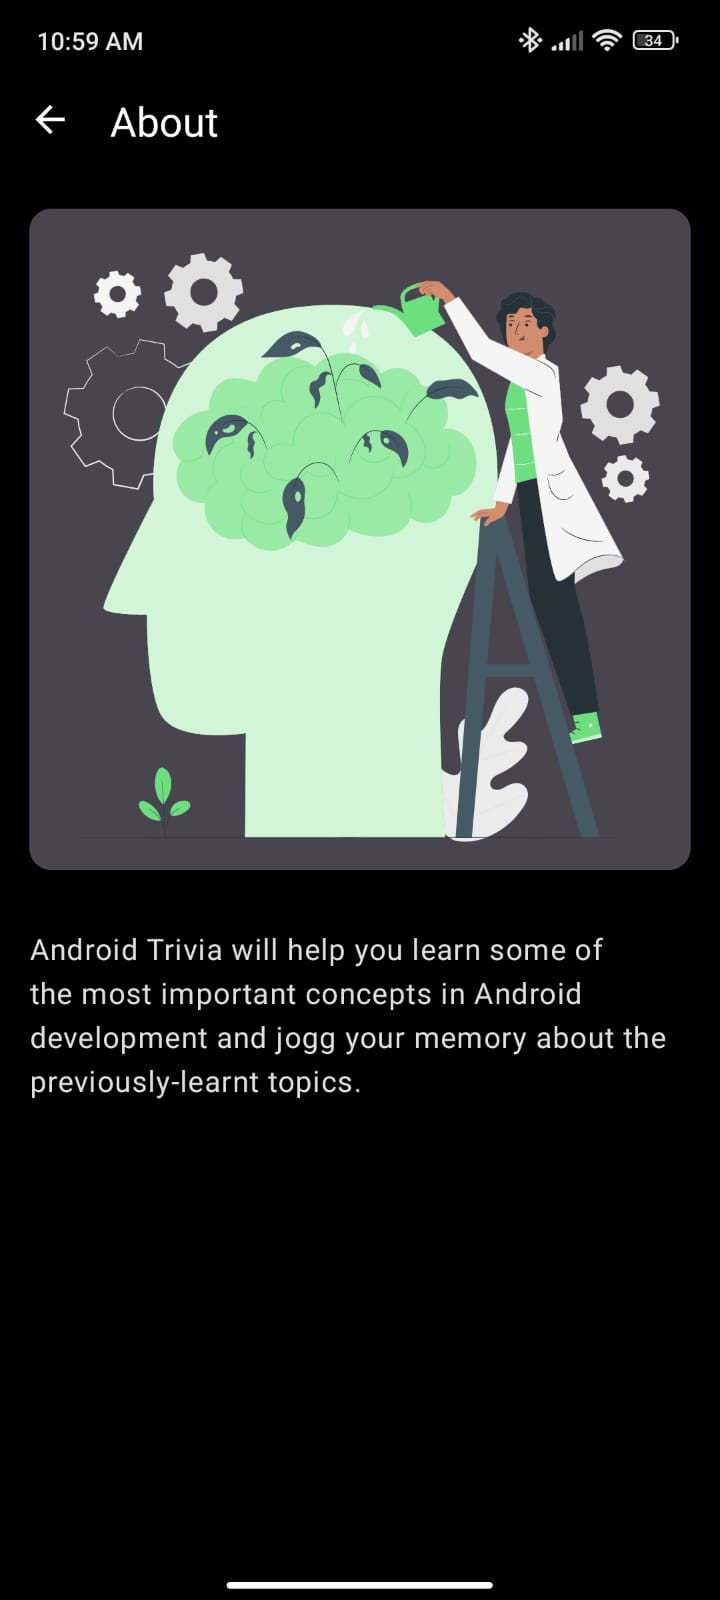 10:59 AM
34
About
Android Trivia will help you learn some of
the most important concepts in Android
development and jogg your memory about the
previously-learnt topics.